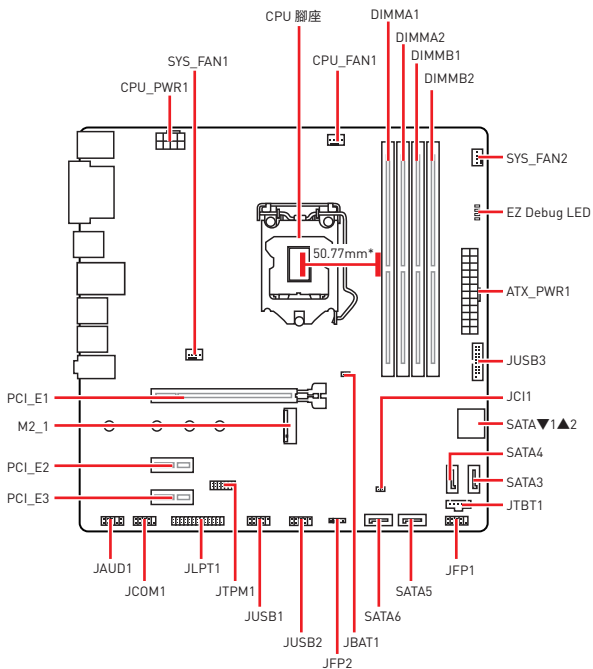 CPU 腳座
DIMMA1
DIMMA2
DIMMB1
DIMMB2
SYS_FAN1
CPU_FAN1
CPU_PWR1
SYS_FAN2
EZ Debug LED
50.77mm*
ATX_PWR1
JUSB3
JCI1
PCI_E1
M2_1
SATA▼1▲2
SATA4
PCI_E2
SATA3
PCI_E3
JTBT1
JAUD1
JCOM1
JLPT1
JTPM1
JUSB1
JUSB2
JFP2
JBAT1
SATA6
SATA5
JFP1